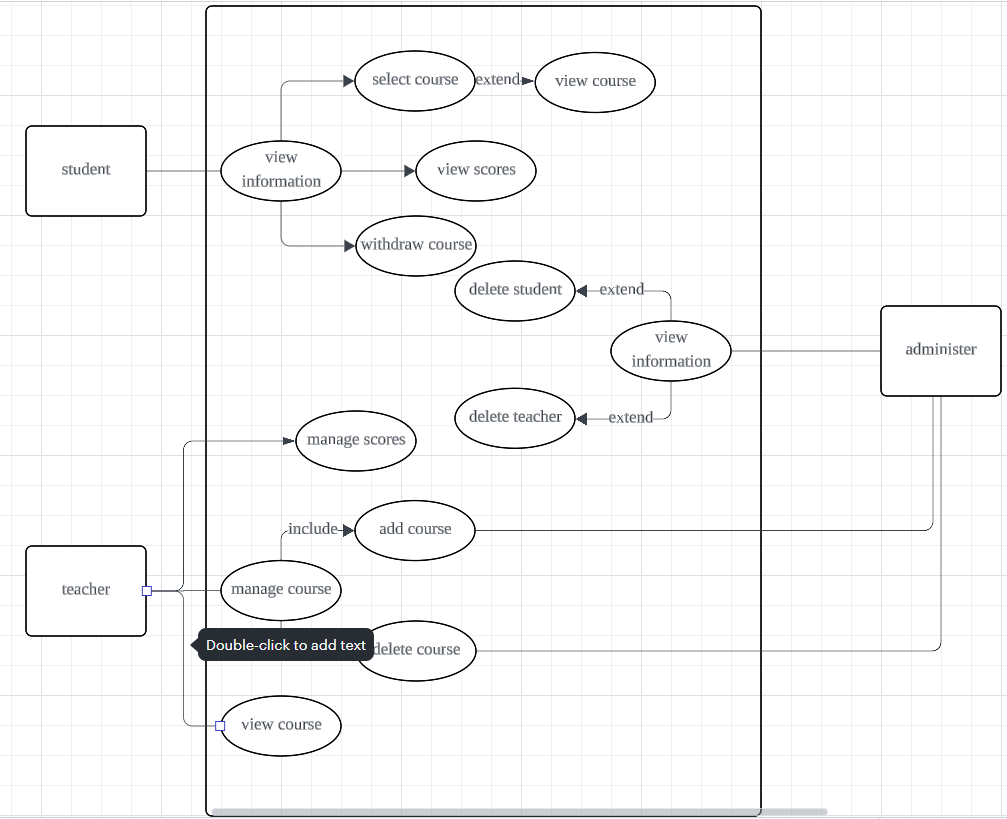 select course
extend
view course
student
view
information
view scores
withdraw course
delete student
extend
view
information
administer
delete teacher
extend
manage scores
include
add course
teacher
manage course
Double-click to add text
delete course
view course